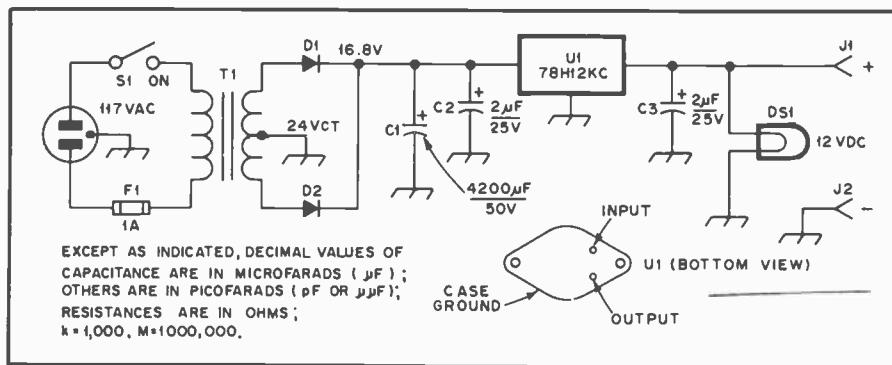 S1 ON
117VAC
F1
1A
T1
24VCT
D1
D2
16.8V
C1
4200µF
50V
C2
2µF
25V
U1
78H12KC
C3
2µF
25V
J1
+
DS1
12 VDC
J2
-
EXCEPT AS INDICATED, DECIMAL VALUES OF
CAPACITANCE ARE IN MICROFARADS (µF);
OTHERS ARE IN PICOFARADS (pF OR µµF);
RESISTANCES ARE IN OHMS;
k=1,000, M=1000,000.
INPUT
U1 (BOTTOM VIEW)
CASE
GROUND
OUTPUT